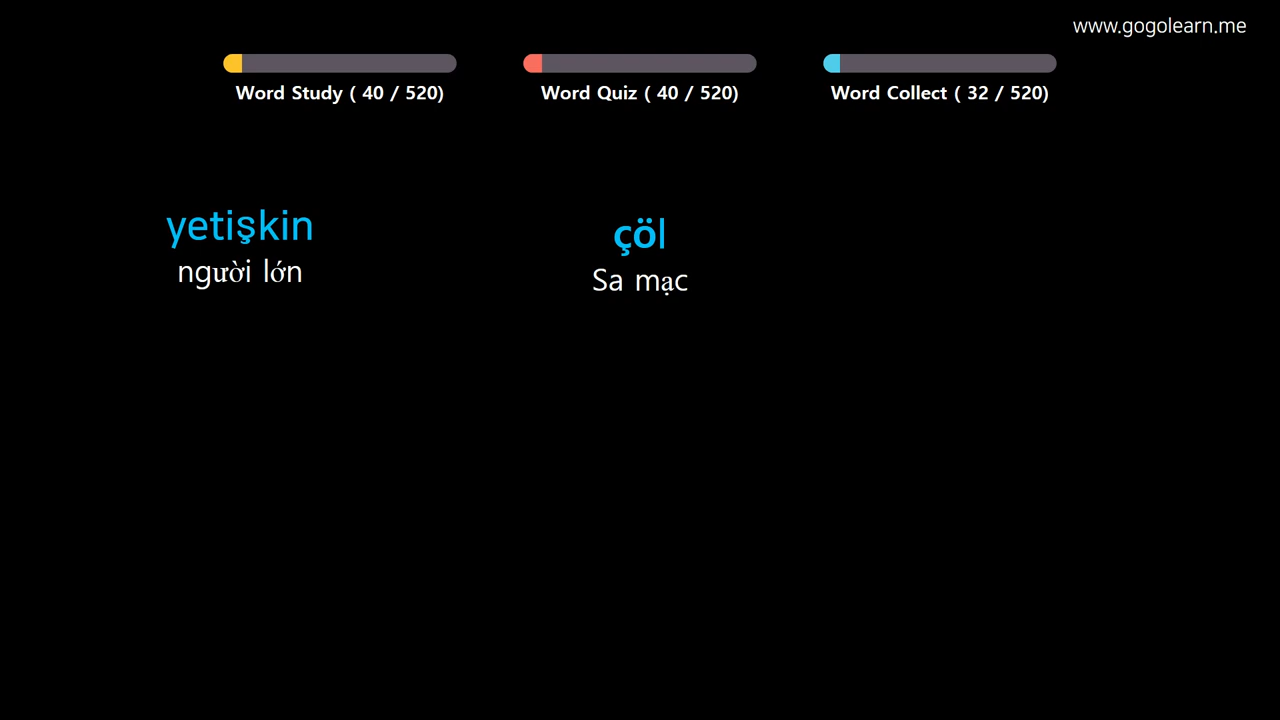 www.gogolearn.me
Word Study ( 40 / 520)
Word Quiz ( 40 / 520)
Word Collect ( 32 / 520)
yetişkin
người lớn
çöl
Sa mạc